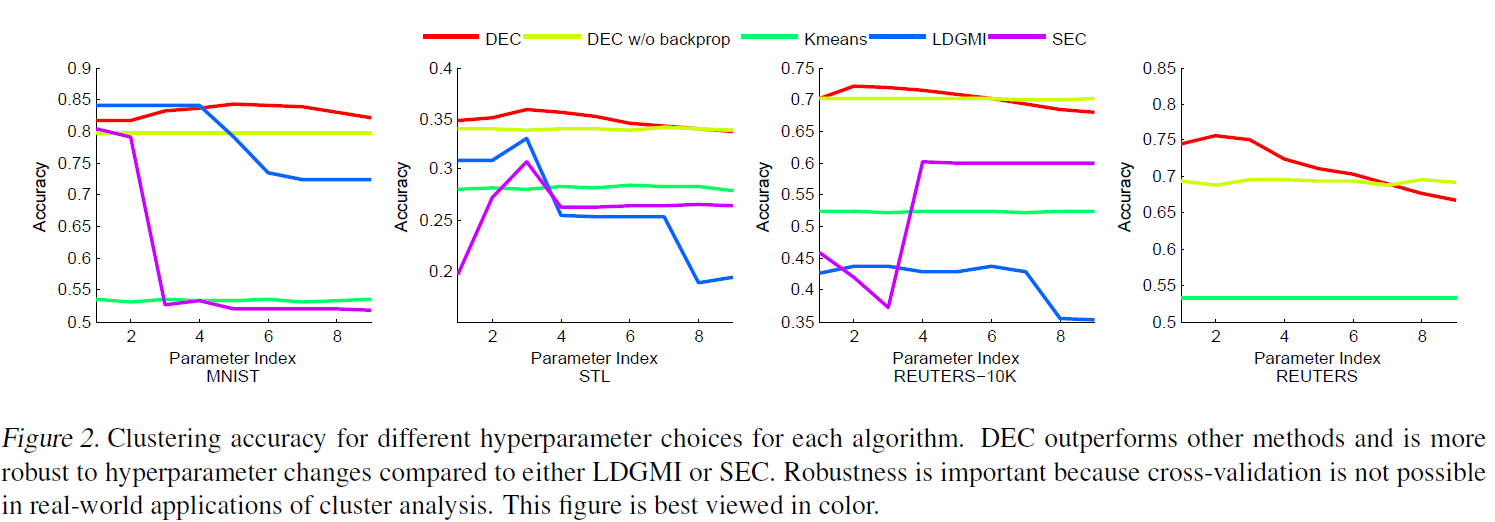 DEC DEC w/o backprop Kmeans LDGMI SEC
0.9
0.85
0.8
0.75
0.7
0.65
0.6
0.55
0.5
Accuracy
2 4 6 8
Parameter Index
MNIST
0.4
0.35
0.3
0.25
0.2
Accuracy
2 4 6 8
Parameter Index
STL
0.75
0.7
0.65
0.6
0.55
0.5
0.45
0.4
0.35
Accuracy
2 4 6 8
Parameter Index
REUTERS−10K
0.85
0.8
0.75
0.7
0.65
0.6
0.55
0.5
Accuracy
2 4 6 8
Parameter Index
REUTERS
Figure 2. Clustering accuracy for different hyperparameter choices for each algorithm. DEC outperforms other methods and is more
robust to hyperparameter changes compared to either LDGMI or SEC. Robustness is important because cross-validation is not possible
in real-world applications of cluster analysis. This figure is best viewed in color.